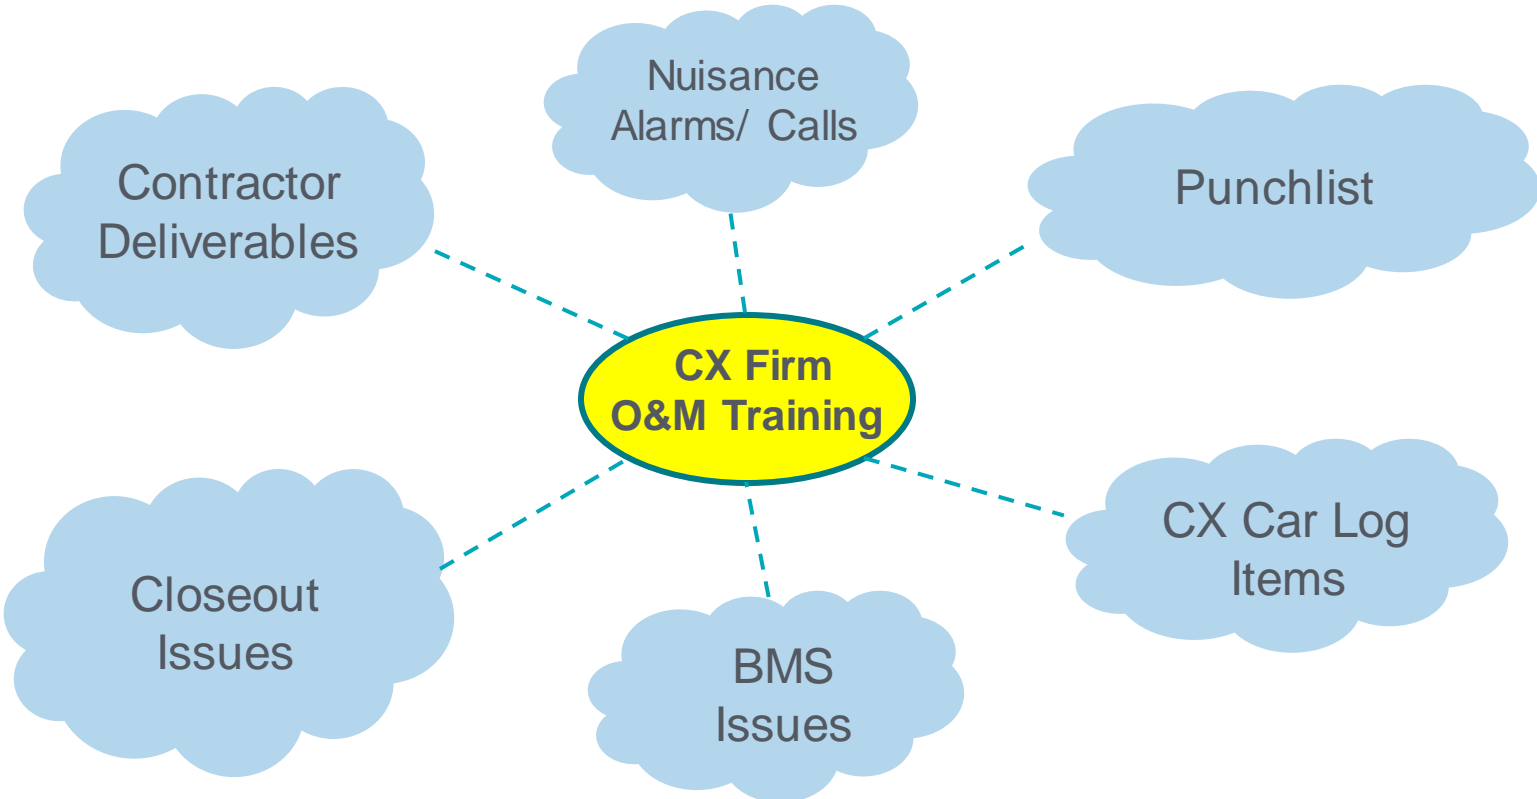 Nuisance
Alarms/ Calls
Contractor
Deliverables
Punchlist
CX Firm
O&M Training
CX Car Log
Items
Closeout
Issues
BMS
Issues